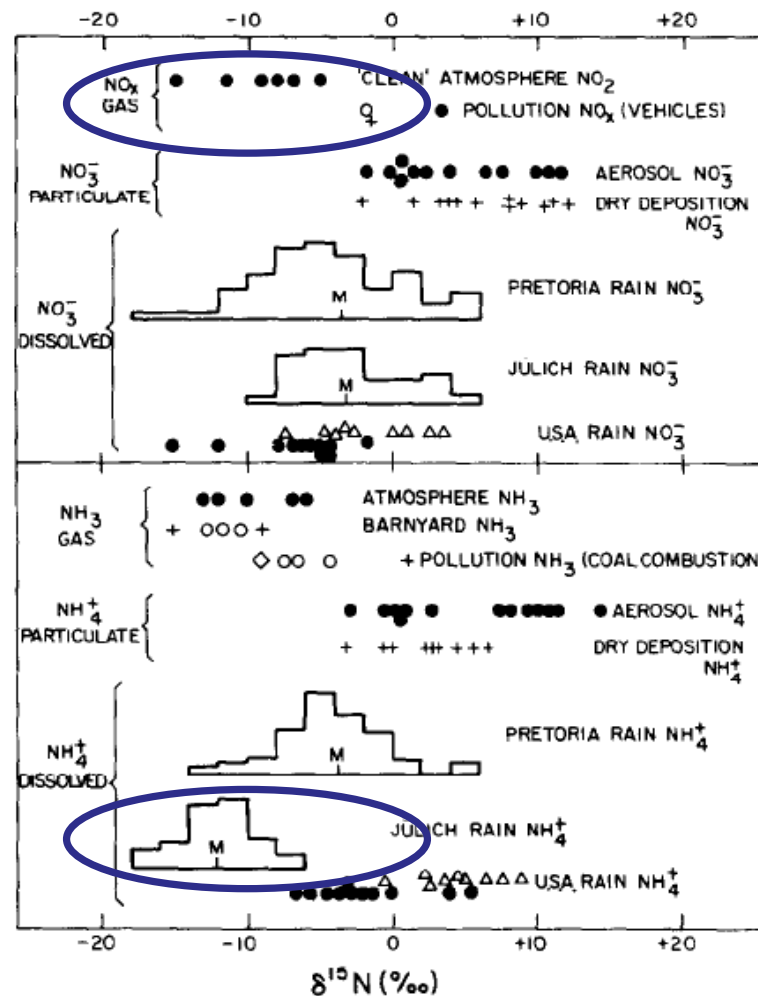 -20 -10 0 +10 +20
NOx GAS
'CLEAN' ATMOSPHERE NO2
POLLUTION NOx (VEHICLES)
NO3- PARTICULATE
AEROSOL NO3-
DRY DEPOSITION NO3-
NO3- DISSOLVED
M
PRETORIA RAIN NO3-
M
JÜLICH RAIN NO3-
U.S.A. RAIN NO3-
NH3 GAS
ATMOSPHERE NH3
BARNYARD NH3
POLLUTION NH3 (COAL COMBUSTION
NH4+ PARTICULATE
AEROSOL NH4+
DRY DEPOSITION NH4+
NH4+ DISSOLVED
M
PRETORIA RAIN NH4+
M
JÜLICH RAIN NH4+
U.S.A. RAIN NH4+
-20 -10 0 +10 +20
δ15N (‰)